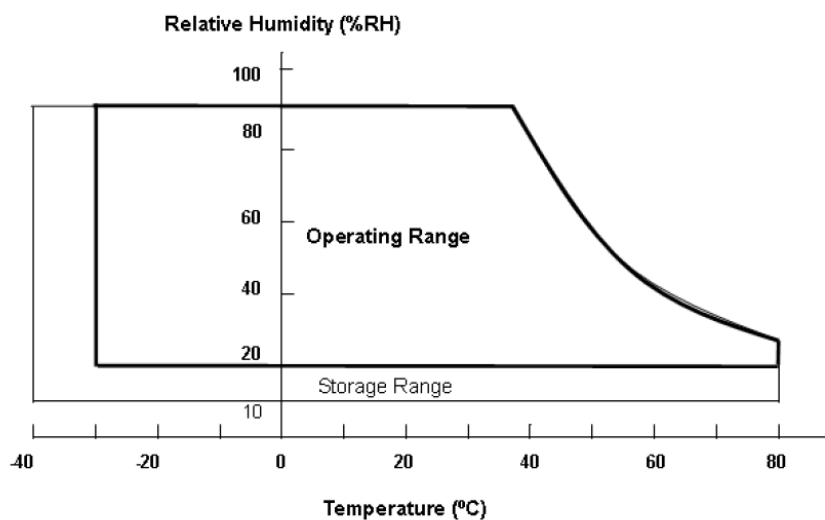 Relative Humidity (%RH)
100
80
60
Operating Range
40
20
Storage Range
10
-40 -20 0 20 40 60 80
Temperature (ºC)